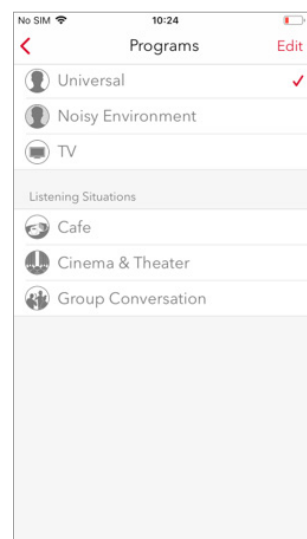 No SIM 10:24
Programs Edit
Universal
Noisy Environment
TV
Listening Situations
Cafe
Cinema & Theater
Group Conversation